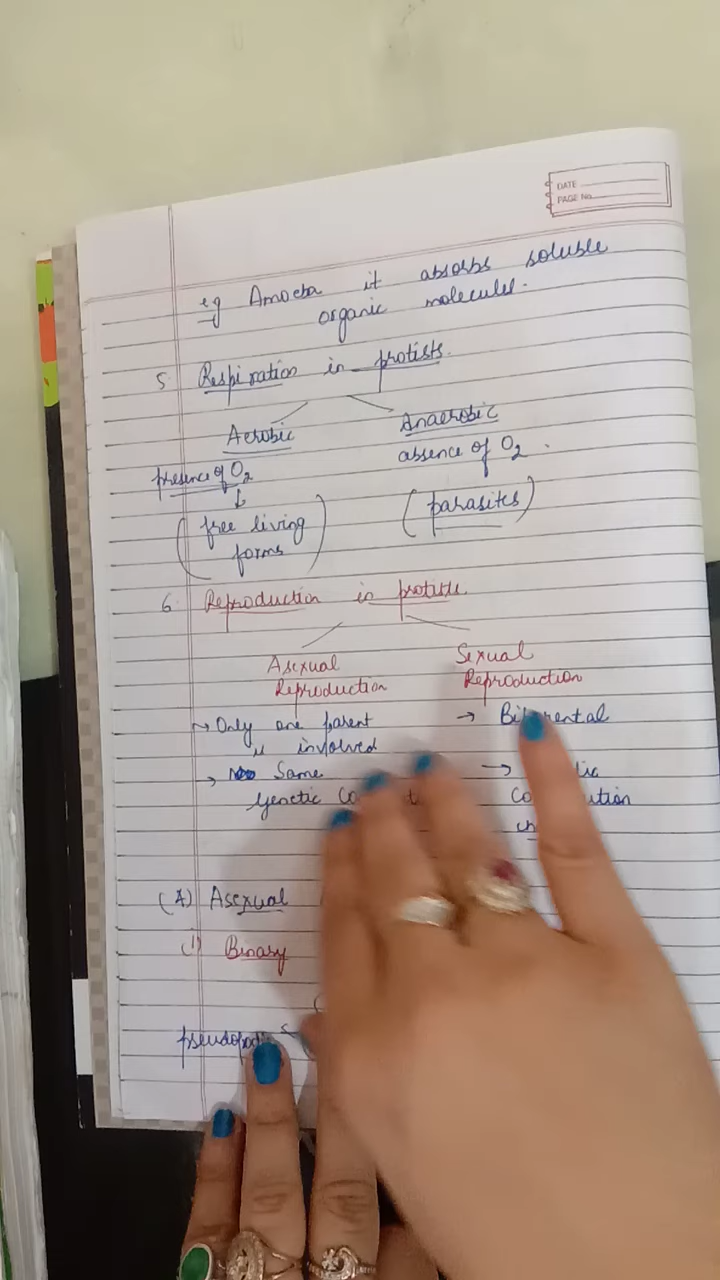 DATE
PAGE No.
eg Amoeba it absorbs soluble
organic molecules.
5 Respiration in protists.
Aerobic
Anaerobic
presence of O2
absence of O2.
(free living
forms)
(parasites)
6. Reproduction in protists.
Asexual
Reproduction
Sexual
Reproduction
→ Only one parent
is involved
→
→ Same
→
Genetic
(A) Asexual
(1) Binary